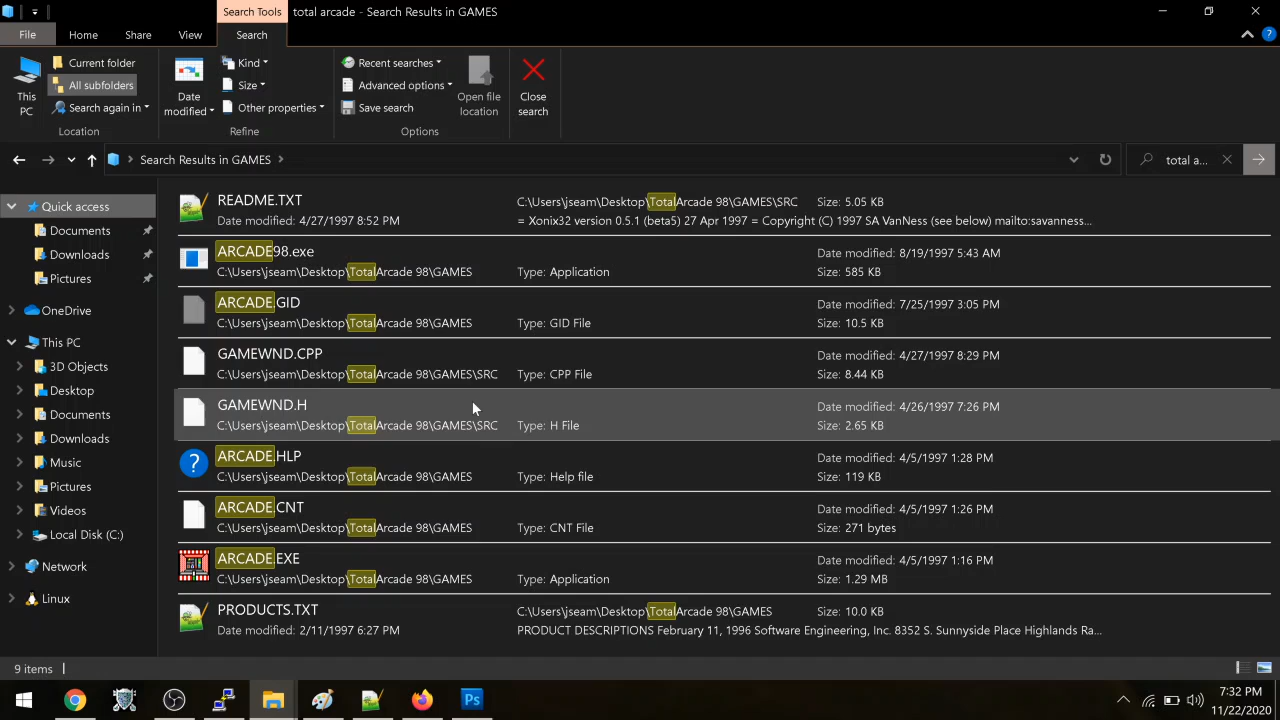 Search Tools total arcade - Search Results in GAMES
File Home Share View Search
This PC
Current folder
All subfolders
Search again in
Location
Date modified
Kind
Size
Other properties
Refine
Recent searches
Advanced options
Save search
Open file location
Options
Close search
Search Results in GAMES
total a...
Quick access
Documents
Downloads
Pictures
OneDrive
This PC
3D Objects
Desktop
Documents
Downloads
Music
Pictures
Videos
Local Disk (C:)
Network
Linux
README.TXT C:\Users\jseam\Desktop\TotalArcade 98\GAMES\SRC Size: 5.05 KB
Date modified: 4/27/1997 8:52 PM = Xonix32 version 0.5.1 (beta5) 27 Apr 1997 = Copyright (C) 1997 SA VanNess (see below) mailto:savanness...
ARCADE98.exe Date modified: 8/19/1997 5:43 AM
C:\Users\jseam\Desktop\TotalArcade 98\GAMES Type: Application Size: 585 KB
ARCADE.GID Date modified: 7/25/1997 3:05 PM
C:\Users\jseam\Desktop\TotalArcade 98\GAMES Type: GID File Size: 10.5 KB
GAMEWND.CPP Date modified: 4/27/1997 8:29 PM
C:\Users\jseam\Desktop\TotalArcade 98\GAMES\SRC Type: CPP File Size: 8.44 KB
GAMEWND.H Date modified: 4/26/1997 7:26 PM
C:\Users\jseam\Desktop\TotalArcade 98\GAMES\SRC Type: H File Size: 2.65 KB
ARCADE.HLP Date modified: 4/5/1997 1:28 PM
C:\Users\jseam\Desktop\TotalArcade 98\GAMES Type: Help file Size: 119 KB
ARCADE.CNT Date modified: 4/5/1997 1:26 PM
C:\Users\jseam\Desktop\TotalArcade 98\GAMES Type: CNT File Size: 271 bytes
ARCADE.EXE Date modified: 4/5/1997 1:16 PM
C:\Users\jseam\Desktop\TotalArcade 98\GAMES Type: Application Size: 1.29 MB
PRODUCTS.TXT C:\Users\jseam\Desktop\TotalArcade 98\GAMES Size: 10.0 KB
Date modified: 2/11/1997 6:27 PM PRODUCT DESCRIPTIONS February 11, 1996 Software Engineering, Inc. 8352 S. Sunnyside Place Highlands Ra...
9 items
Ps
7:32 PM
11/22/2020